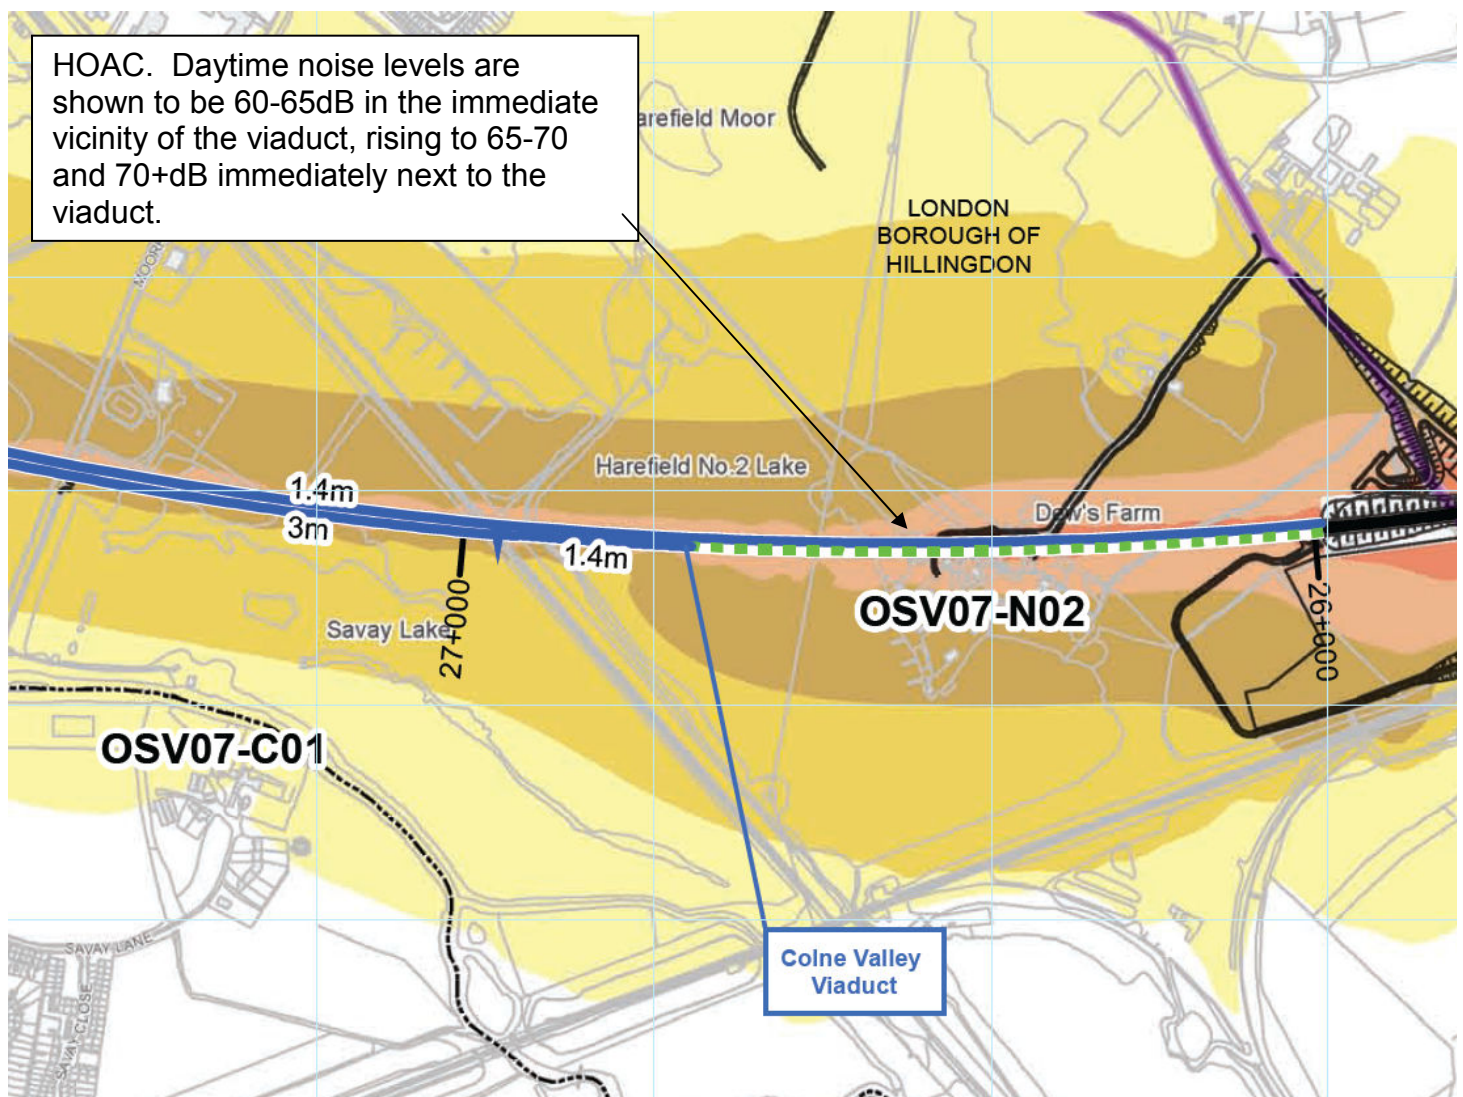 HOAC.  Daytime noise levels are
shown to be 60-65dB in the immediate
vicinity of the viaduct, rising to 65-70
and 70+dB immediately next to the
viaduct.
arefield Moor
LONDON
BOROUGH OF
HILLINGDON
MOORH
Harefield No.2 Lake
1.4m
3m
1.4m
Dew's Farm
OSV07-N02
27+000
26+000
Savay Lake
OSV07-C01
SAVAY LANE
SAVAY CLOSE
Colne Valley
Viaduct